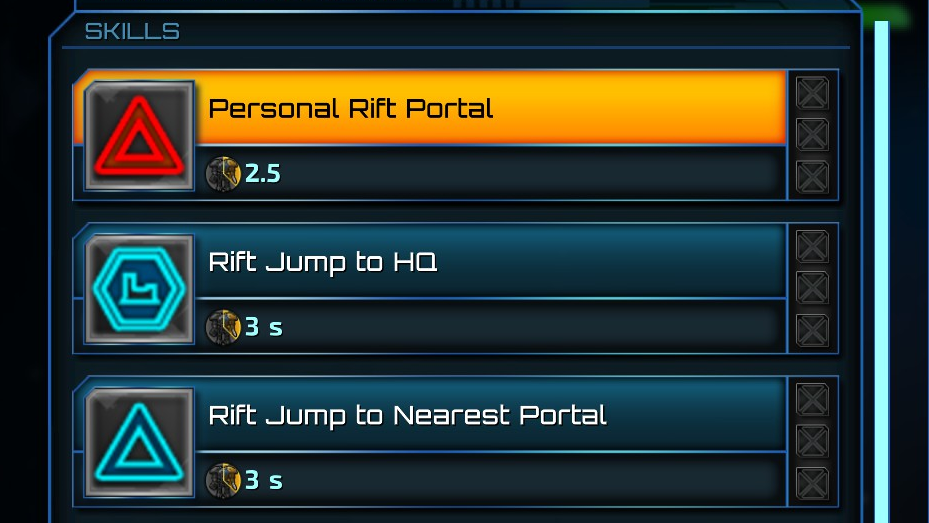 SKILLS
Personal Rift Portal
2.5
Rift Jump to HQ
3 s
Rift Jump to Nearest Portal
3 s